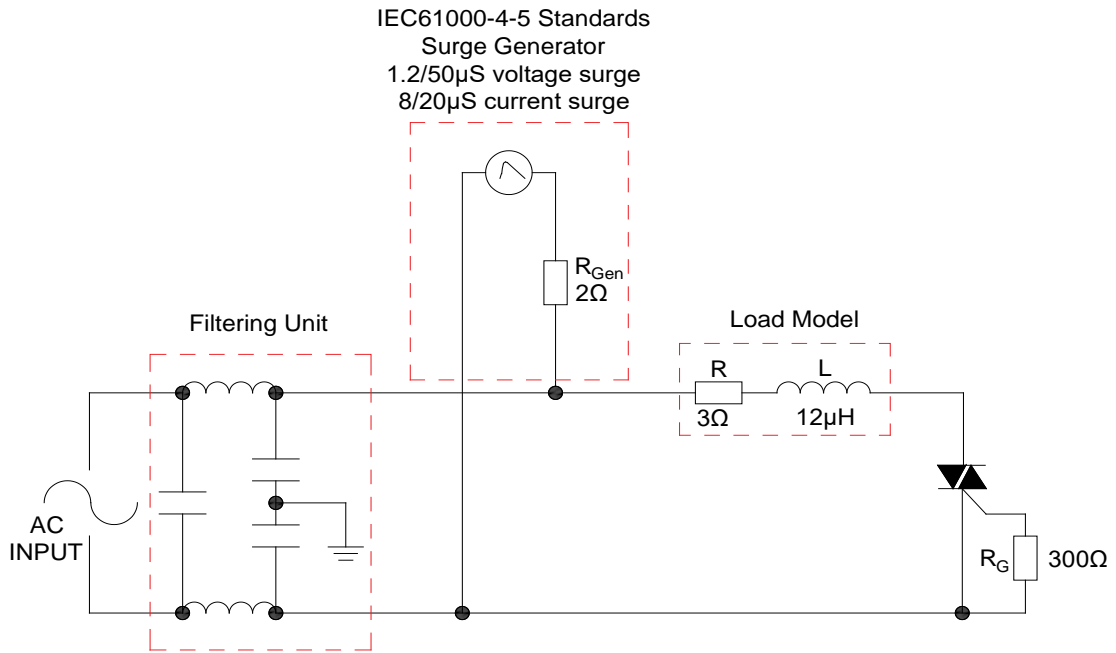 IEC61000-4-5 Standards
Surge Generator
1.2/50µS voltage surge
8/20µS current surge
R_Gen
2Ω
Filtering Unit
Load Model
R
L
3Ω
12µH
AC
INPUT
R_G
300Ω